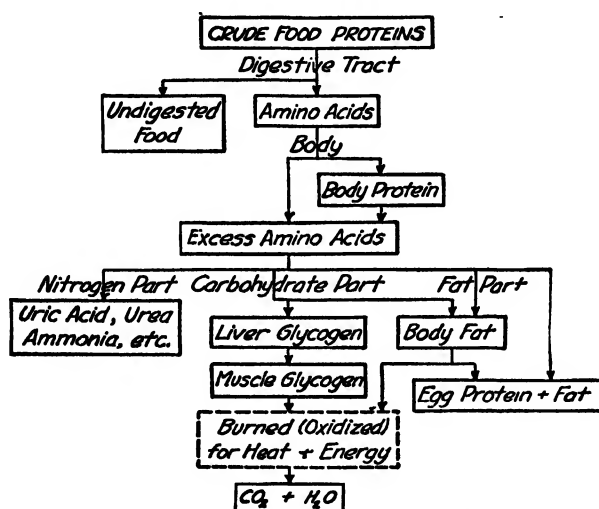 CRUDE FOOD PROTEINS
Digestive Tract
Undigested
Food
Amino Acids
Body
Body Protein
Excess Amino Acids
Nitrogen Part
Carbohydrate Part
Fat Part
Uric Acid, Urea
Ammonia, etc.
Liver Glycogen
Body Fat
Muscle Glycogen
Egg Protein + Fat
Burned (Oxidized)
for Heat + Energy
CO₂ + H₂O